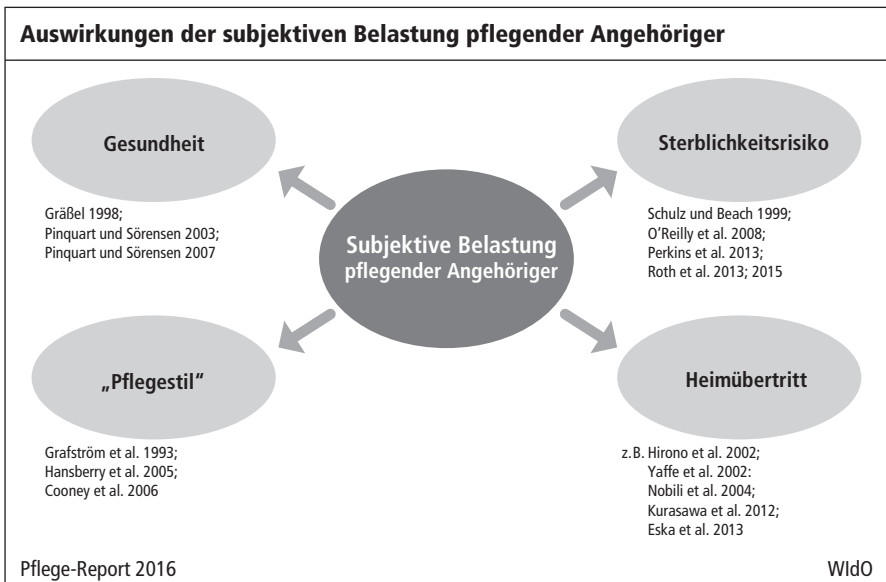 Auswirkungen der subjektiven Belastung pflegender Angehöriger
Gesundheit
Gräßel 1998;
Pinquart und Sörensen 2003;
Pinquart und Sörensen 2007
Sterblichkeitsrisiko
Schulz und Beach 1999;
O'Reilly et al. 2008;
Perkins et al. 2013;
Roth et al. 2013; 2015
Subjektive Belastung
pflegender Angehöriger
„Pflegestil“
Grafström et al. 1993;
Hansberry et al. 2005;
Cooney et al. 2006
Heimübertritt
z.B. Hirono et al. 2002;
Yaffe et al. 2002:
Nobili et al. 2004;
Kurasawa et al. 2012;
Eska et al. 2013
Pflege-Report 2016
WIdO